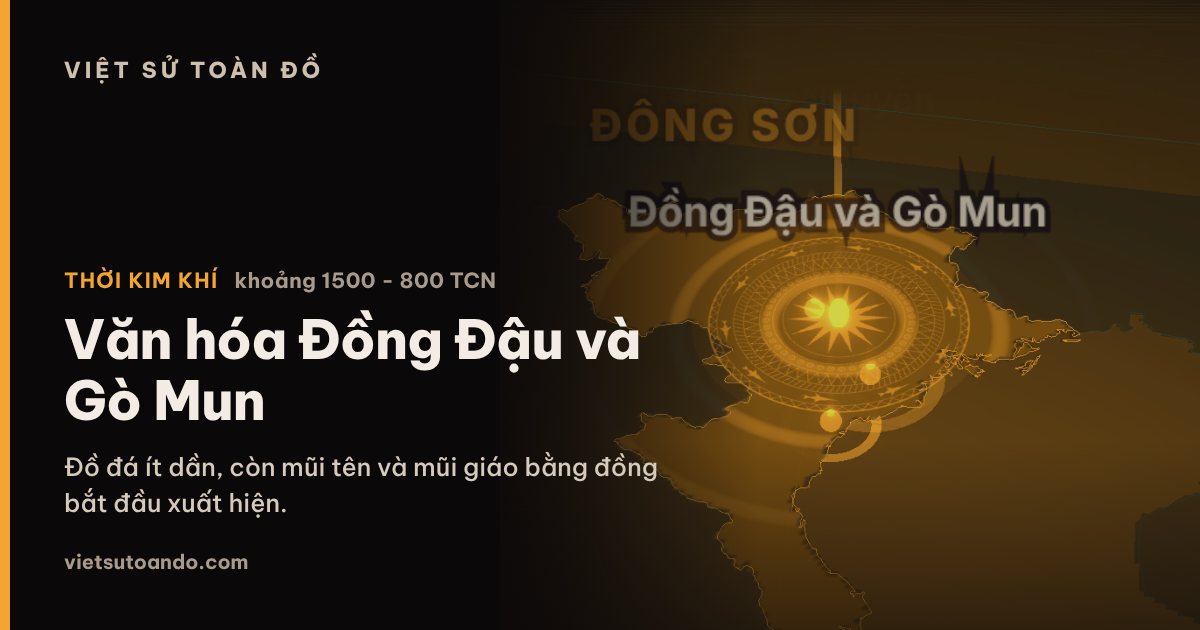 VIỆT SỬ TOÀN ĐỒ
ĐÔNG SƠN
Đồng Đậu và Gò Mun
THỜI KIM KHÍ khoảng 1500 - 800 TCN
Văn hóa Đồng Đậu và
Gò Mun
Đồ đá ít dần, còn mũi tên và mũi giáo bằng đồng
bắt đầu xuất hiện.
vietsutoando.com